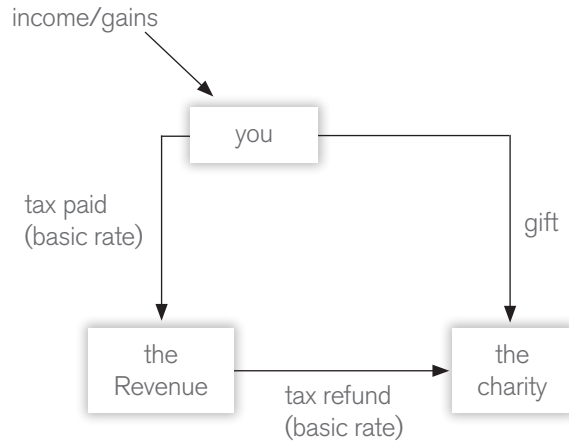 income/gains
you
tax paid
(basic rate)
gift
the
Revenue
tax refund
(basic rate)
the
charity